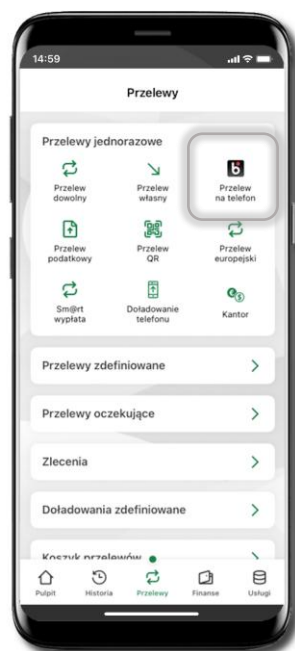 14:59
Przelewy
Przelewy jednorazowe
Przelew
dowolny
Przelew
własny
Przelew
na telefon
Przelew
podatkowy
Przelew
QR
Przelew
europejski
Sm@rt
wypłata
Doładowanie
telefonu
Kantor
Przelewy zdefiniowane
Przelewy oczekujące
Zlecenia
Doładowania zdefiniowane
Koszyk przelewów
Pulpit
Historia
Przelewy
Finanse
Usługi